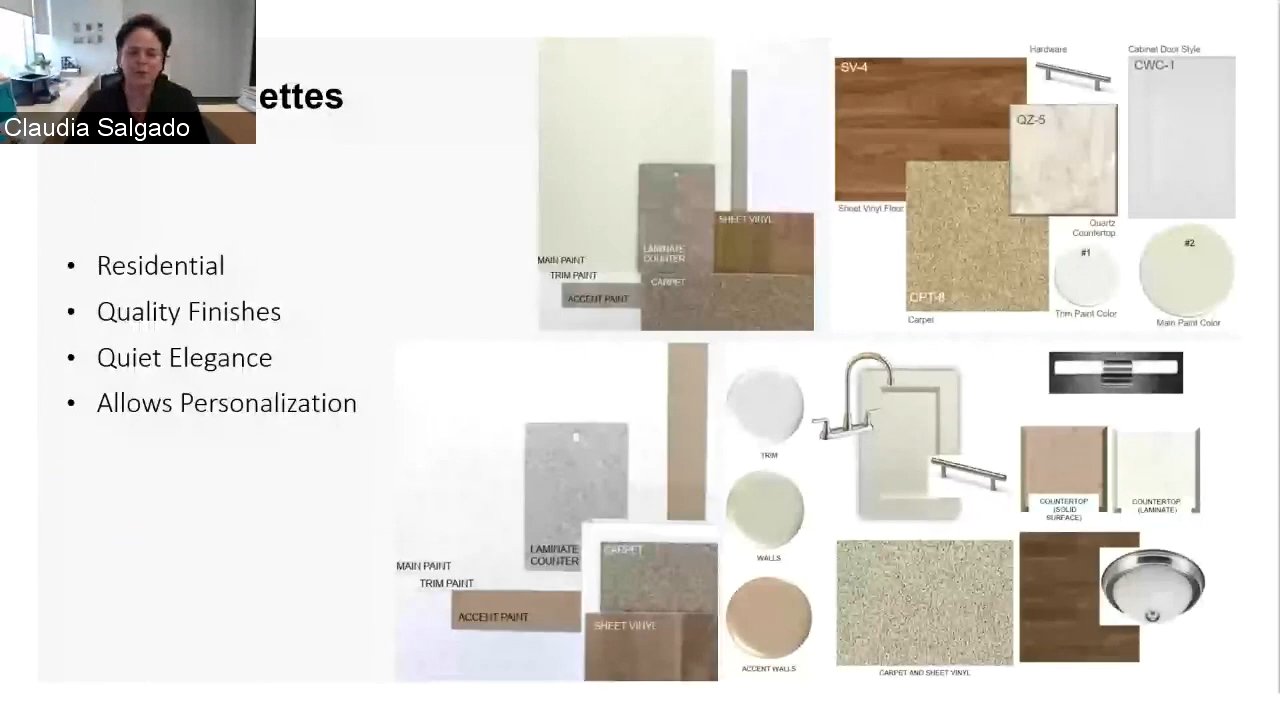 Claudia Salgado
ettes
• Residential
• Quality Finishes
• Quiet Elegance
• Allows Personalization
MAIN PAINT
TRIM PAINT
ACCENT PAINT
LAMINATE
COUNTER
CARPET
SHEET VINYL
SV-4
Sheet Vinyl Floor
Hardware
QZ-5
Quartz
Countertop
Cabinet Door Style
CWC-1
CPT-8
Carpet
#1
Trim Paint Color
#2
Main Paint Color
MAIN PAINT
TRIM PAINT
ACCENT PAINT
LAMINATE
COUNTER
CARPET
SHEET VINYL
TRIM
WALLS
ACCENT WALLS
COUNTERTOP
(SOLID
SURFACE)
COUNTERTOP
(LAMINATE)
CARPET AND SHEET VINYL